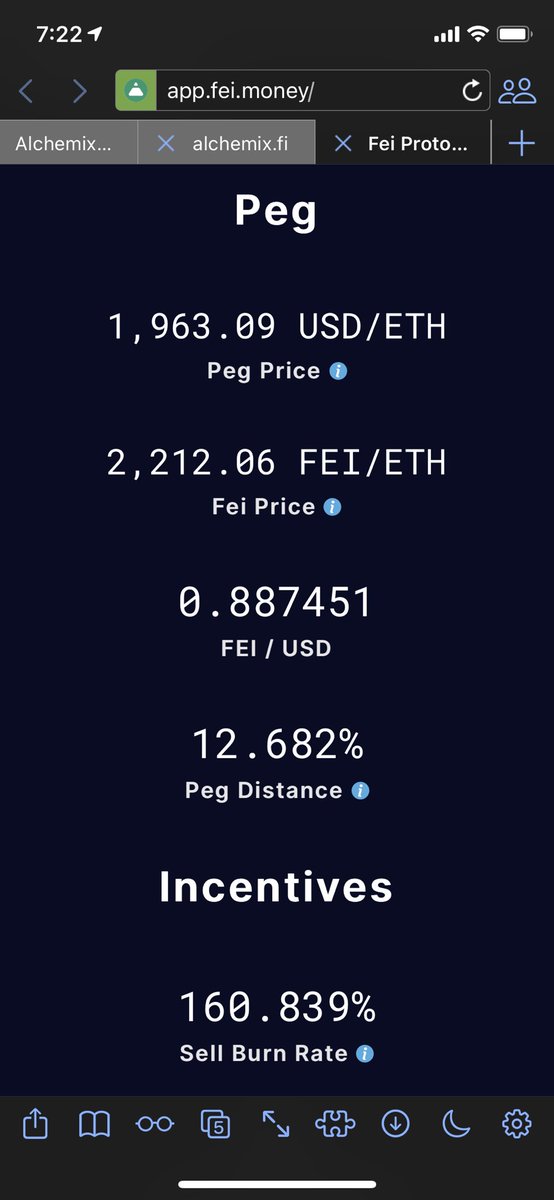 7:22
app.fei.money/
Alchemix...
alchemix.fi
Fei Proto...
Peg
1,963.09 USD/ETH
Peg Price
2,212.06 FEI/ETH
Fei Price
0.887451
FEI / USD
12.682%
Peg Distance
Incentives
160.839%
Sell Burn Rate
5